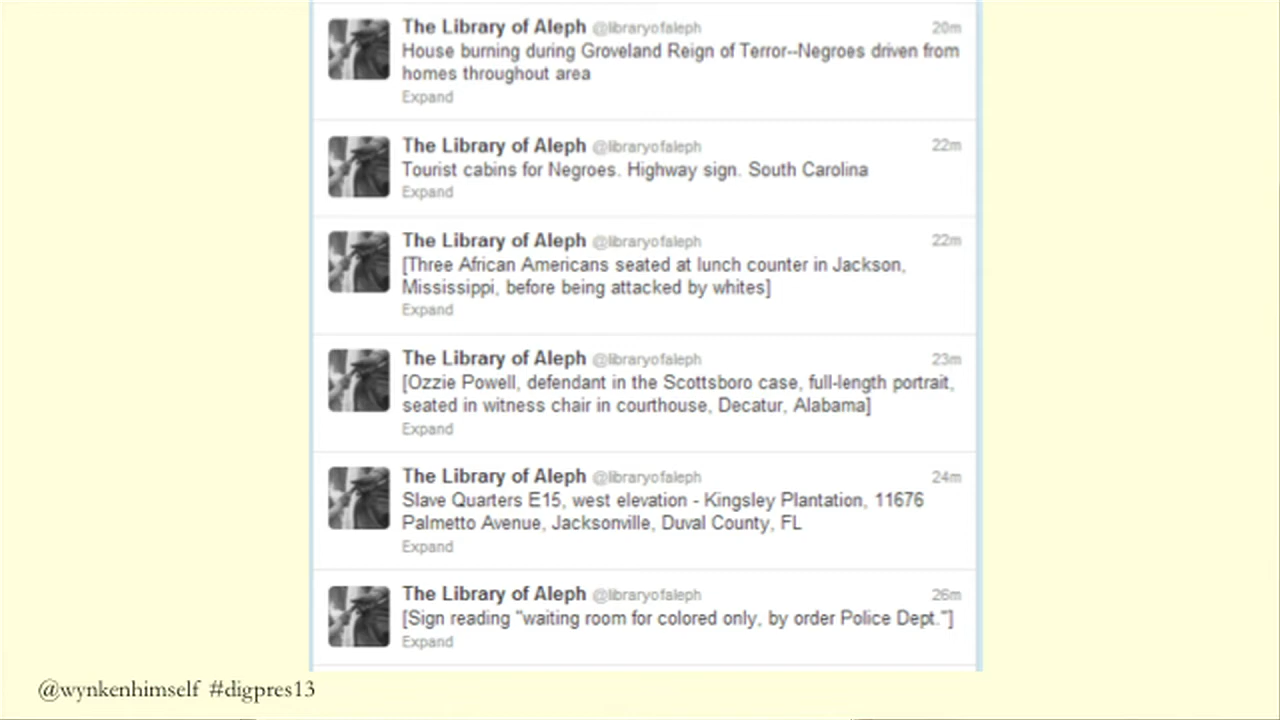 The Library of Aleph @libraryofaleph 20m
House burning during Groveland Reign of Terror--Negroes driven from
homes throughout area
Expand
The Library of Aleph @libraryofaleph 22m
Tourist cabins for Negroes. Highway sign. South Carolina
Expand
The Library of Aleph @libraryofaleph 22m
[Three African Americans seated at lunch counter in Jackson,
Mississippi, before being attacked by whites]
Expand
The Library of Aleph @libraryofaleph 23m
[Ozzie Powell, defendant in the Scottsboro case, full-length portrait,
seated in witness chair in courthouse, Decatur, Alabama]
Expand
The Library of Aleph @libraryofaleph 24m
Slave Quarters E15, west elevation - Kingsley Plantation, 11676
Palmetto Avenue, Jacksonville, Duval County, FL
Expand
The Library of Aleph @libraryofaleph 26m
[Sign reading "waiting room for colored only, by order Police Dept."]
Expand
@wynkenhimself #digpres13